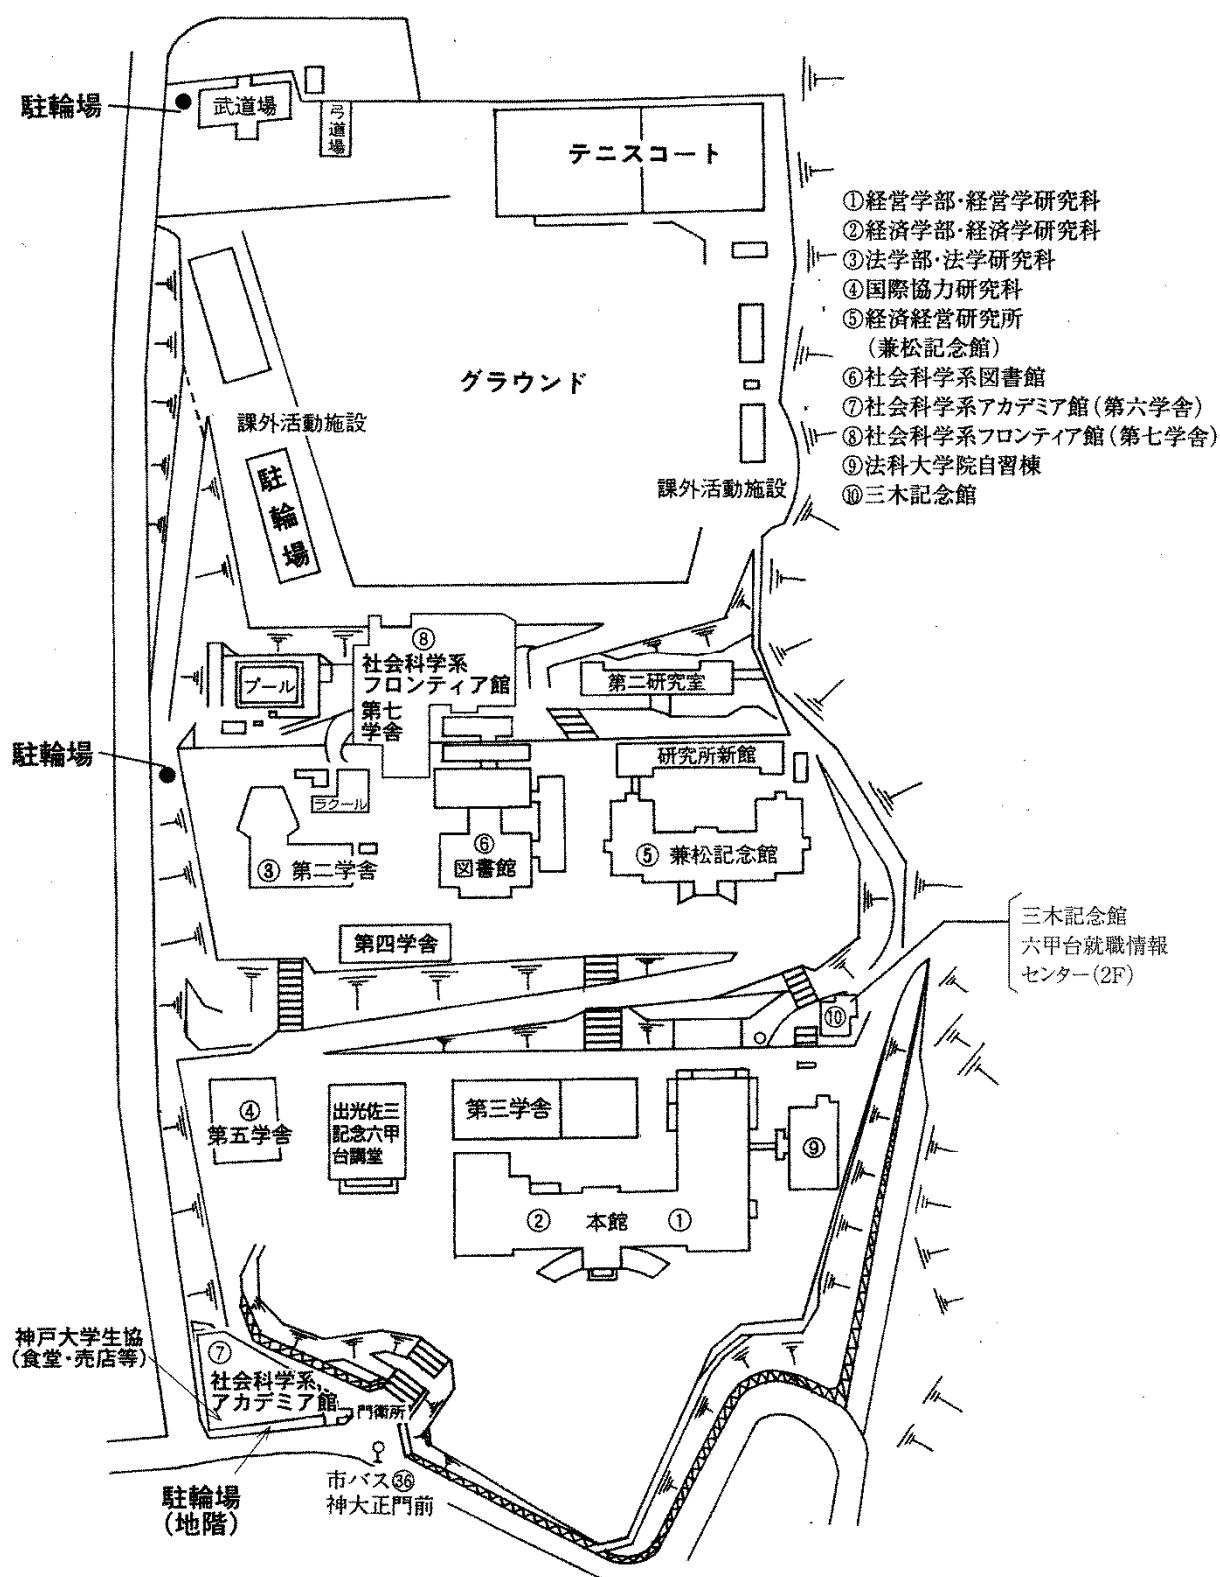 駐輪場
武道場
弓道場
テニスコート
①経営学部・経営学研究科
②経済学部・経済学研究科
③法学部・法学研究科
④国際協力研究科
⑤経済経営研究所
(兼松記念館)
⑥社会科学系図書館
⑦社会科学系アカデミア館(第六学舎)
⑧社会科学系フロンティア館(第七学舎)
⑨法科大学院自習棟
⑩三木記念館
グラウンド
課外活動施設
駐輪場
課外活動施設
⑧
社会科学系
フロンティア館
第七
学舎
プール
第二研究室
駐輪場
研究所新館
ラクール
③ 第二学舎
⑥
図書館
⑤ 兼松記念館
第四学舎
三木記念館
六甲台就職情報
センター(2F)
⑩
④
第五学舎
出光佐三
記念六甲
台講堂
第三学舎
⑨
② 本館 ①
神戸大学生協
(食堂・売店等)
⑦
社会科学系
アカデミア館
門衛所
市バス㊱
神大正門前
駐輪場
(地階)